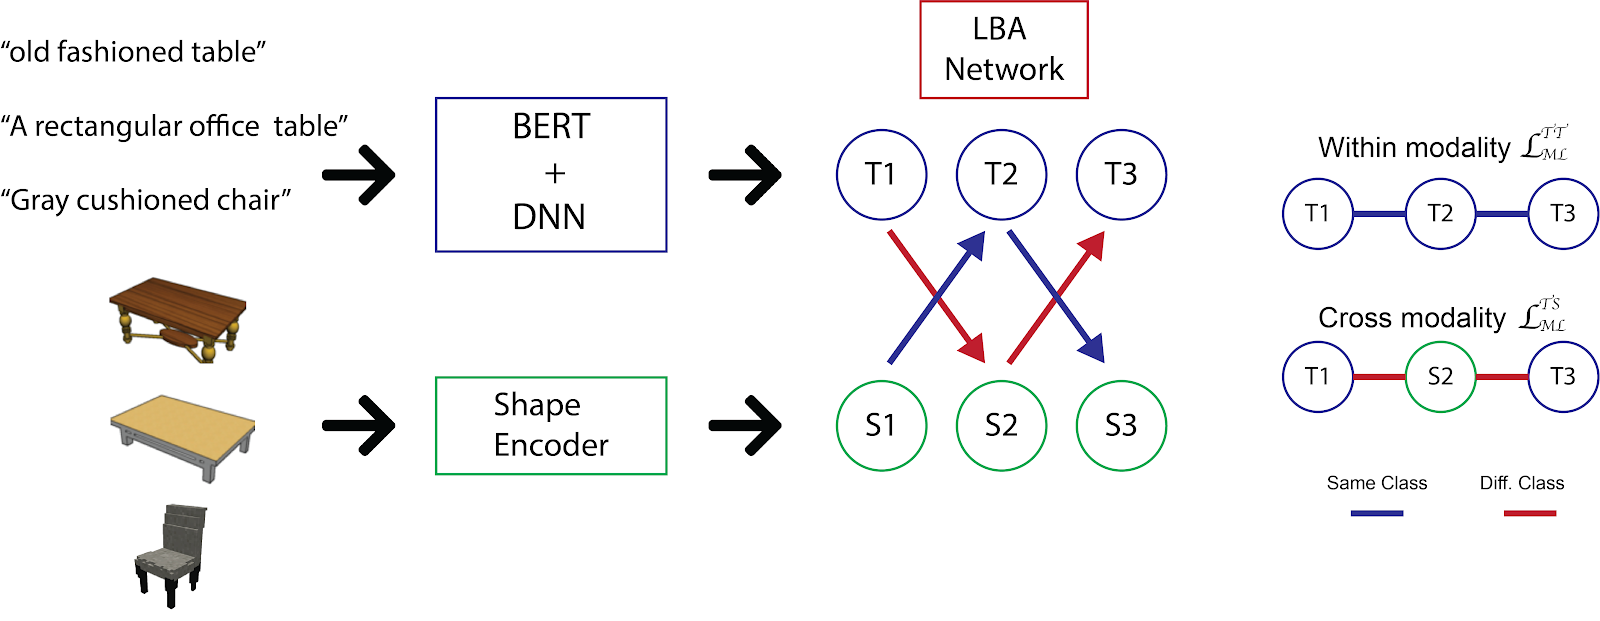 “old fashioned table”
“A rectangular office table”
“Gray cushioned chair”
BERT
+
DNN
Shape
Encoder
LBA
Network
T1 T2 T3
S1 S2 S3
Within modality ℒ^{TT}_{ML}
T1 T2 T3
Cross modality ℒ^{TS}_{ML}
T1 S2 T3
Same Class Diff. Class